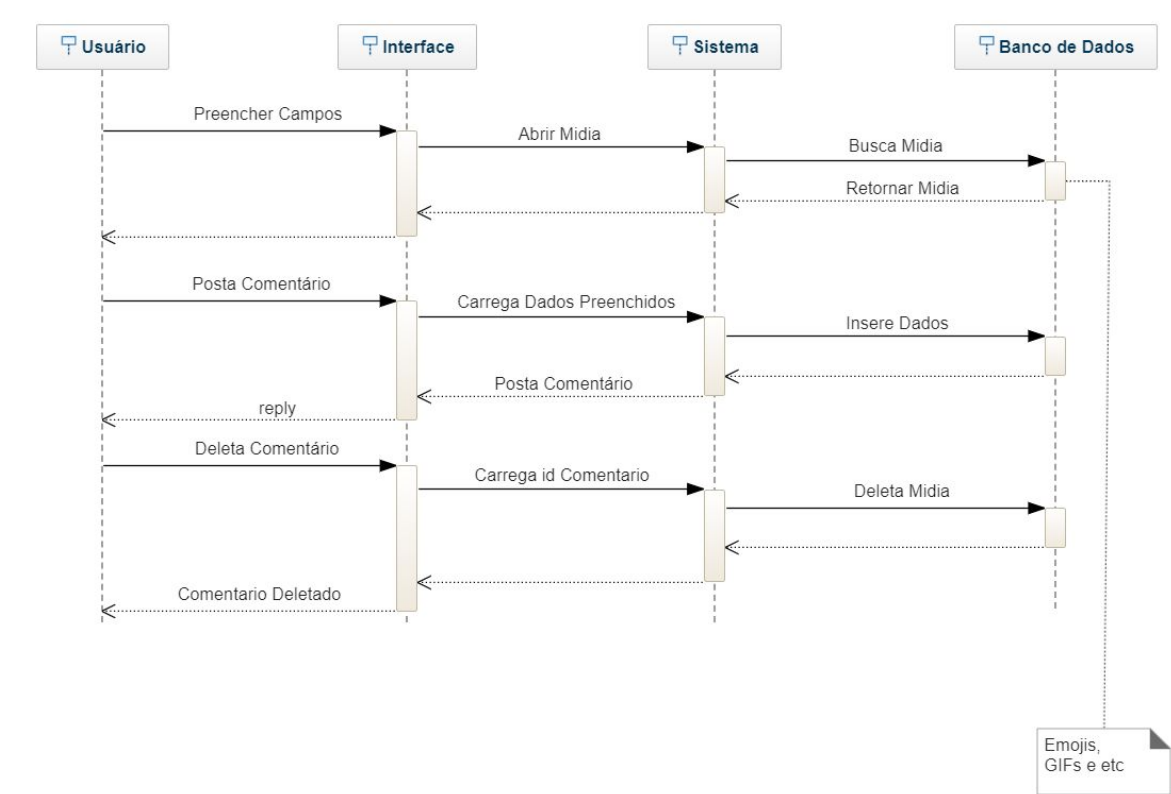 Usuário
Interface
Sistema
Banco de Dados
Preencher Campos
Abrir Midia
Busca Midia
Retornar Midia
Posta Comentário
Carrega Dados Preenchidos
Insere Dados
Posta Comentário
reply
Deleta Comentário
Carrega id Comentario
Deleta Midia
Comentario Deletado
Emojis,
GIFs e etc